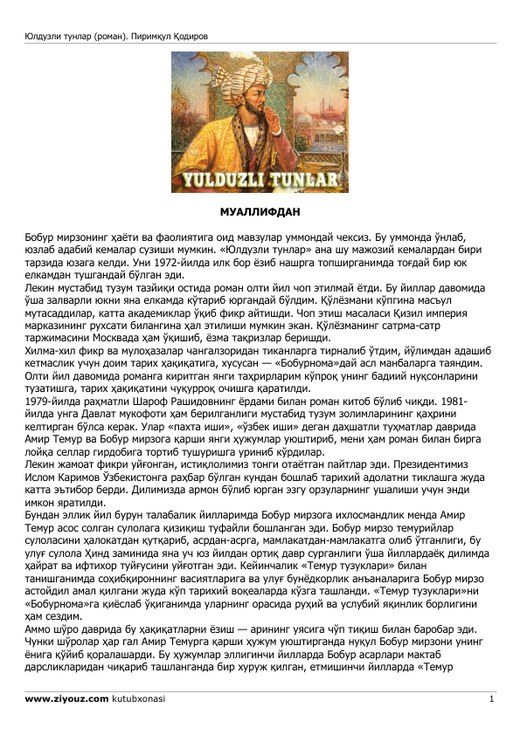 Юлдузли тунлар (роман). Пиримқул Қодиров
YULDUZLI TUNLAR
МУАЛЛИФДАН
Бобур мирзонинг ҳаёти ва фаолиятига оид мавзулар уммондай чексиз. Бу уммонда ўнлаб,
юзлаб адабий кемалар сузиши мумкин. «Юлдузли тунлар» ана шу мажозий кемалардан бири
тарзида юзага келди. Уни 1972-йилда илк бор ёзиб нашрга топширганимда тоғдай бир юк
елкамдан тушгандай бўлган эди.
Лекин мустабид тузум тазйиқи остида роман олти йил чоп этилмай ётди. Бу йиллар давомида
ўша залварли юкни яна елкамда кўтариб юргандай бўлдим. Қўлёзмани кўпгина масъул
мутасаддилар, катта академиклар ўқиб фикр айтишди. Чоп этиш масаласи Қизил империя
марказининг рухсати билангина ҳал этилиши мумкин экан. Қўлёзманинг сатрма-сатр
таржимасини Москвада ҳам ўқишиб, ёзма тақризлар беришди.
Хилма-хил фикр ва мулоҳазалар чангалзоридан тиканларга тирналиб ўтдим, йўлимдан адашиб
кетмаслик учун доим тарих ҳақиқатига, хусусан — «Бобурнома»дай асл манбаларга таяндим.
Олти йил давомида романга киритган янги таҳрирларим кўпроқ унинг бадиий нуқсонларини
тузатишга, тарих ҳақиқатини чуқурроқ очишга қаратилди.
1979-йилда раҳматли Шароф Рашидовнинг ёрдами билан роман китоб бўлиб чиқди. 1981-
йилда унга Давлат мукофоти ҳам берилганлиги мустабид тузум золимларининг қаҳрини
келтирган бўлса керак. Улар «пахта иши», «ўзбек иши» деган даҳшатли туҳматлар даврида
Амир Темур ва Бобур мирзога қарши янги ҳужумлар уюштириб, мени ҳам роман билан бирга
лойқа селлар гирдобига тортиб тушуришга уриниб кўрдилар.
Лекин жамоат фикри уйғонган, истиқлолимиз тонги отаётган пайтлар эди. Президентимиз
Ислом Каримов Ўзбекистонга раҳбар бўлган кундан бошлаб тарихий адолатни тиклашга жуда
катта эътибор берди. Дилимизда армон бўлиб юрган эзгу орзуларнинг ушалиши учун энди
имкон яратилди.
Бундан эллик йил бурун талабалик йилларимда Бобур мирзога ихлосмандлик менда Амир
Темур асос солган сулолага қизиқиш туфайли бошланган эди. Бобур мирзо темурийлар
сулоласини ҳалокатдан қутқариб, асрдан-асрга, мамлакатдан-мамлакатга олиб ўтганлиги, бу
улуғ сулола Ҳинд заминида яна уч юз йилдан ортиқ давр сурганлиги ўша йиллардаёқ дилимда
ҳайрат ва ифтихор туйғусини уйғотган эди. Кейинчалик «Темур тузуклари» билан
танишганимда соҳибқироннинг васиятларига ва улуғ бунёдкорлик анъаналарига Бобур мирзо
астойдил амал қилгани жуда кўп тарихий воқеаларда кўзга ташланди. «Темур тузуклари»ни
«Бобурнома»га қиёслаб ўқиганимда уларнинг орасида руҳий ва услубий яқинлик борлигини
ҳам сездим.
Аммо шўро даврида бу ҳақиқатларни ёзиш — арининг уясига чўп тиқиш билан баробар эди.
Чунки шўролар ҳар гал Амир Темурга қарши ҳужум уюштирганда нуқул Бобур мирзони унинг
ёнига қўйиб қоралашарди. Бу ҳужумлар эллигинчи йилларда Бобур асарлари мактаб
дарсликларидан чиқариб ташланганда бир хуруж қилган, етмишинчи йилларда «Темур
www.ziyouz.com kutubxonasi
1